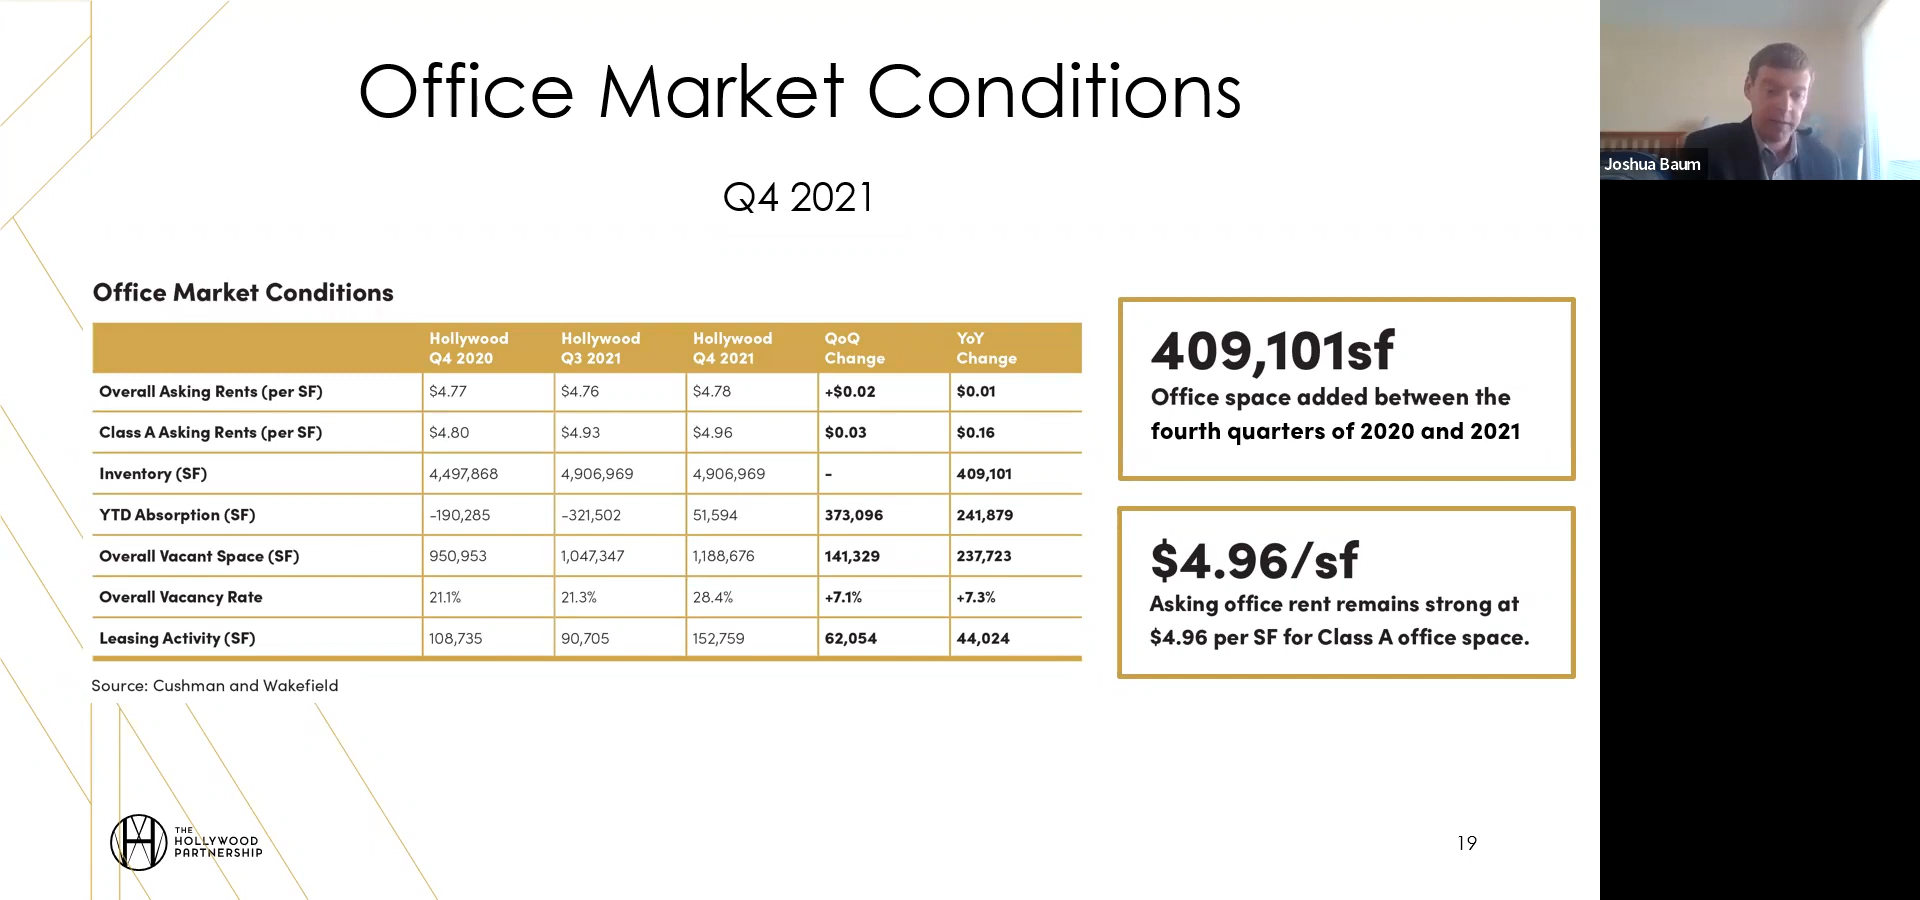 Office Market Conditions
Q4 2021
Office Market Conditions
Hollywood Q4 2020 Hollywood Q3 2021 Hollywood Q4 2021 QoQ Change YoY Change
Overall Asking Rents (per SF) $4.77 $4.76 $4.78 +$0.02 $0.01
Class A Asking Rents (per SF) $4.80 $4.93 $4.96 $0.03 $0.16
Inventory (SF) 4,497,868 4,906,969 4,906,969 - 409,101
YTD Absorption (SF) -190,285 -321,502 51,594 373,096 241,879
Overall Vacant Space (SF) 950,953 1,047,347 1,188,676 141,329 237,723
Overall Vacancy Rate 21.1% 21.3% 28.4% +7.1% +7.3%
Leasing Activity (SF) 108,735 90,705 152,759 62,054 44,024
Source: Cushman and Wakefield
409,101sf
Office space added between the
fourth quarters of 2020 and 2021
$4.96/sf
Asking office rent remains strong at
$4.96 per SF for Class A office space.
THE
HOLLYWOOD
PARTNERSHIP
19
Joshua Baum